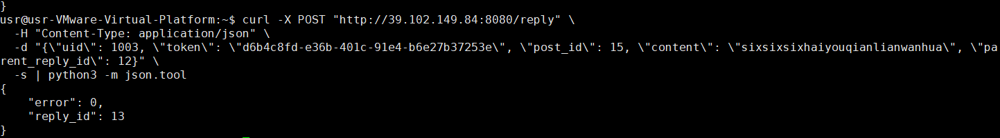 }
usr@usr-VMware-Virtual-Platform:~$ curl -X POST "http://39.102.149.84:8080/reply" \
  -H "Content-Type: application/json" \
  -d "{\"uid\": 1003, \"token\": \"d6b4c8fd-e36b-401c-91e4-b6e27b37253e\", \"post_id\": 15, \"content\": \"sixsixsixhaiyouqianlianwanhua\", \"pa
rent_reply_id\": 12}" \
  -s | python3 -m json.tool
{
    "error": 0,
    "reply_id": 13
}